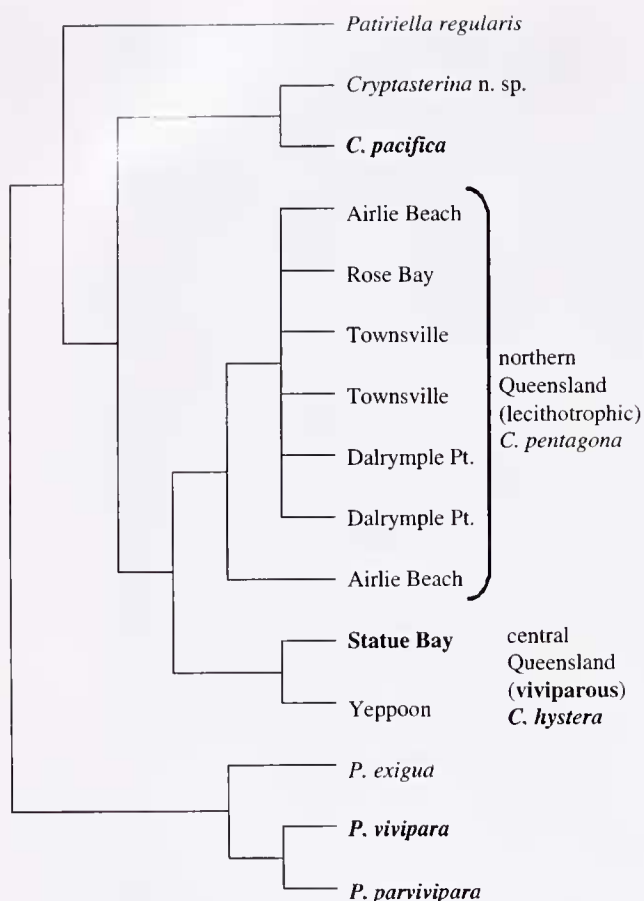 Patiriella regularis
Cryptasterina n. sp.
C. pacifica
Airlie Beach
Rose Bay
Townsville
Townsville
Dalrymple Pt.
Dalrymple Pt.
Airlie Beach
northern
Queensland
(lecithotrophic)
C. pentagona
Statue Bay
Yeppoon
central
Queensland
(viviparous)
C. hystera
P. exigua
P. vivipara
P. parvivipara